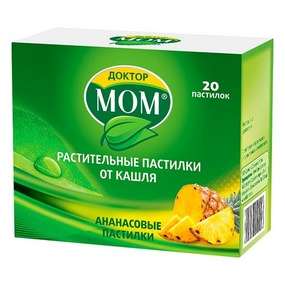 ДОКТОР
МОМ®
20
пастилок
РАСТИТЕЛЬНЫЕ ПАСТИЛКИ
ОТ КАШЛЯ
АНАНАСОВЫЕ
ПАСТИЛКИ